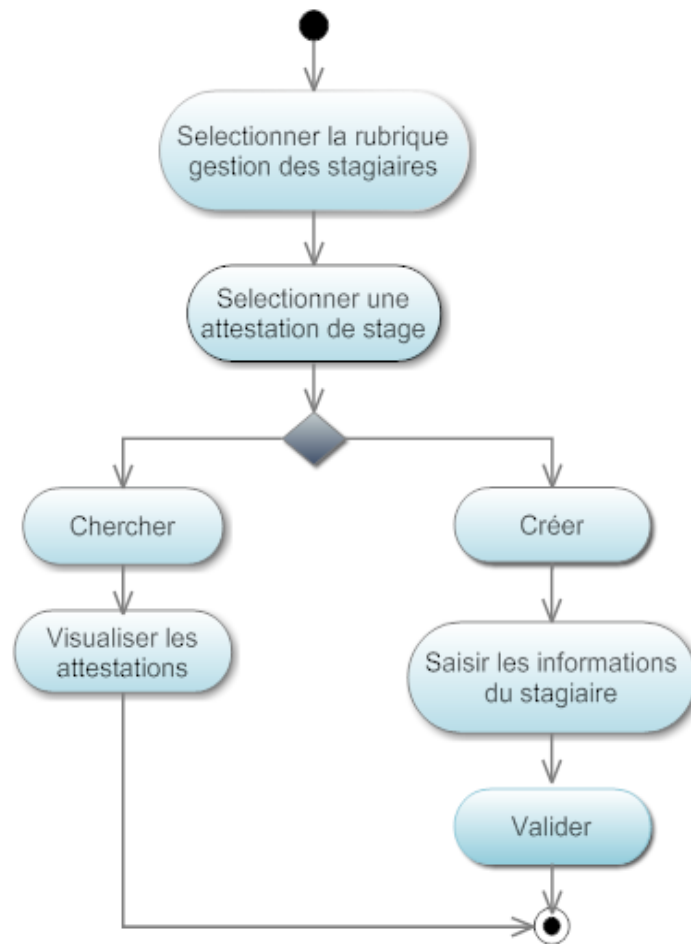 Selectionner la rubrique
gestion des stagiaires
Selectionner une
attestation de stage
Chercher
Créer
Visualiser les
attestations
Saisir les informations
du stagiaire
Valider